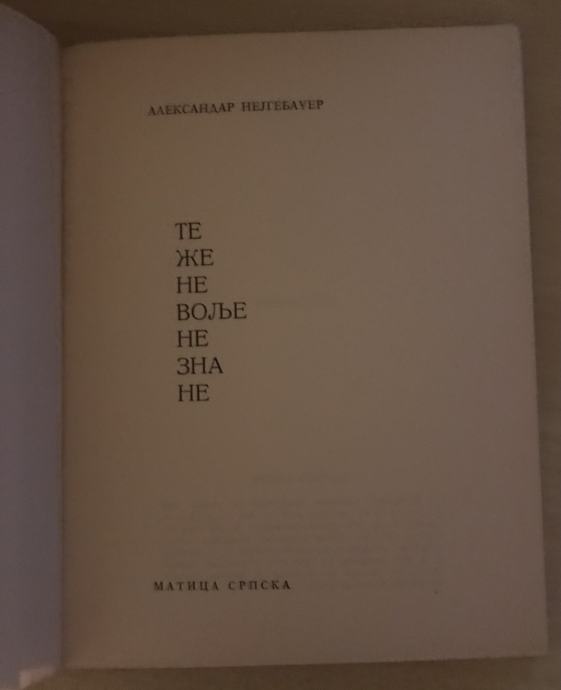 АЛЕКСАНДАР НЕЈГЕБАУЕР
ТЕ
ЖЕ
НЕ
ВОЉЕ
НЕ
ЗНА
НЕ
МАТИЦА СРПСКА